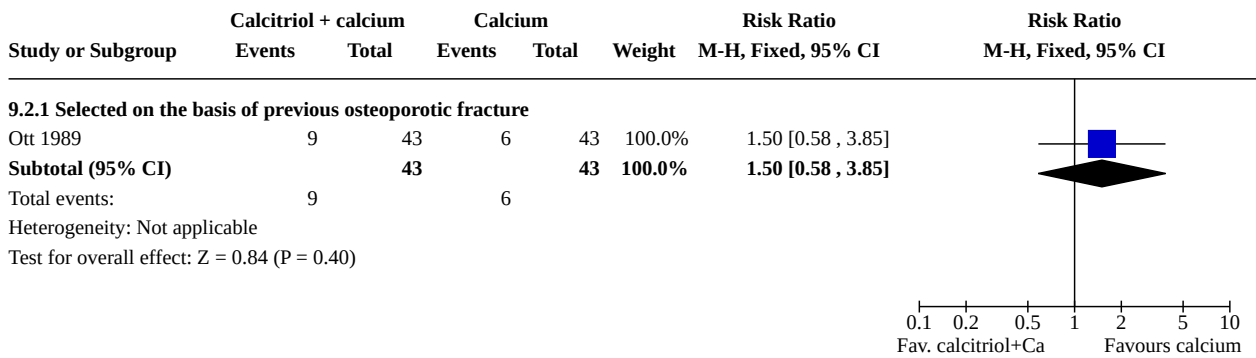 Calcitriol + calcium Calcium Risk Ratio Risk Ratio
Study or Subgroup Events Total Events Total Weight M-H, Fixed, 95% CI M-H, Fixed, 95% CI
9.2.1 Selected on the basis of previous osteoporotic fracture
Ott 1989 9 43 6 43 100.0% 1.50 [0.58 , 3.85]
Subtotal (95% CI) 43 43 100.0% 1.50 [0.58 , 3.85]
Total events: 9 6
Heterogeneity: Not applicable
Test for overall effect: Z = 0.84 (P = 0.40)
0.1 0.2 0.5 1 2 5 10
Fav. calcitriol+Ca Favours calcium